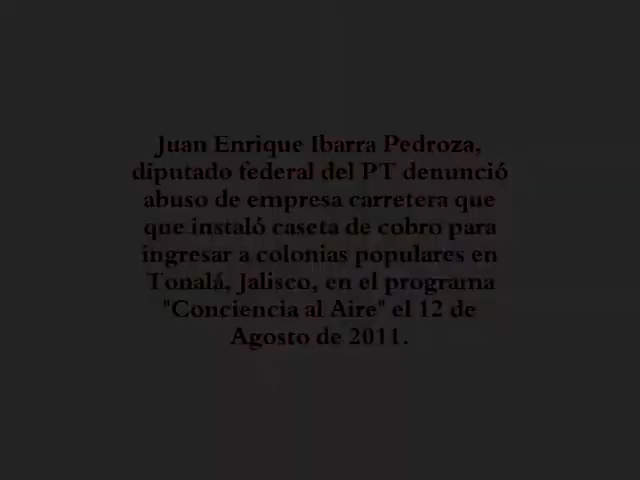 Juan Enrique Ibarra Pedroza,
diputado federal del PT denunció
abuso de empresa carretera que
que instaló caseta de cobro para
ingresar a colonias populares en
Tonalá, Jalisco, en el programa
"Conciencia al Aire" el 12 de
Agosto de 2011.